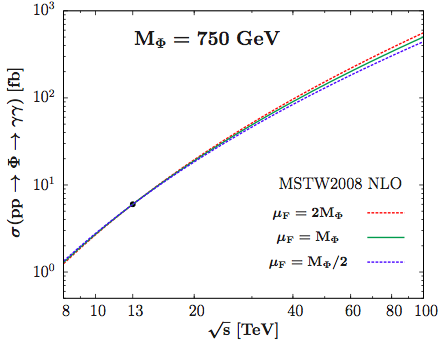 M_Φ = 750 GeV
σ(pp → Φ → γγ) [fb]
10^3
10^2
10^1
10^0
MSTW2008 NLO
μ_F = 2M_Φ
μ_F = M_Φ
μ_F = M_Φ/2
8 10 13 20 40 60 80 100
√s [TeV]